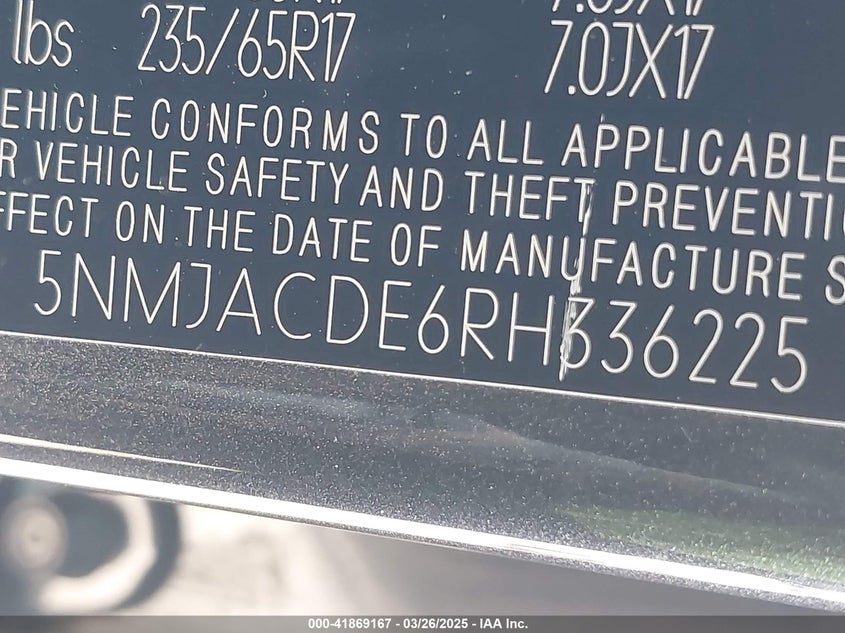 lbs 235/65R17 7.0JX17
EHICLE CONFORMS TO ALL APPLICABLE
R VEHICLE SAFETY AND THEFT PREVENTI
FFECT ON THE DATE OF MANUFACTURE S
5NMJACDE6RH336225
000-41869167 - 03/26/2025 - IAA Inc.